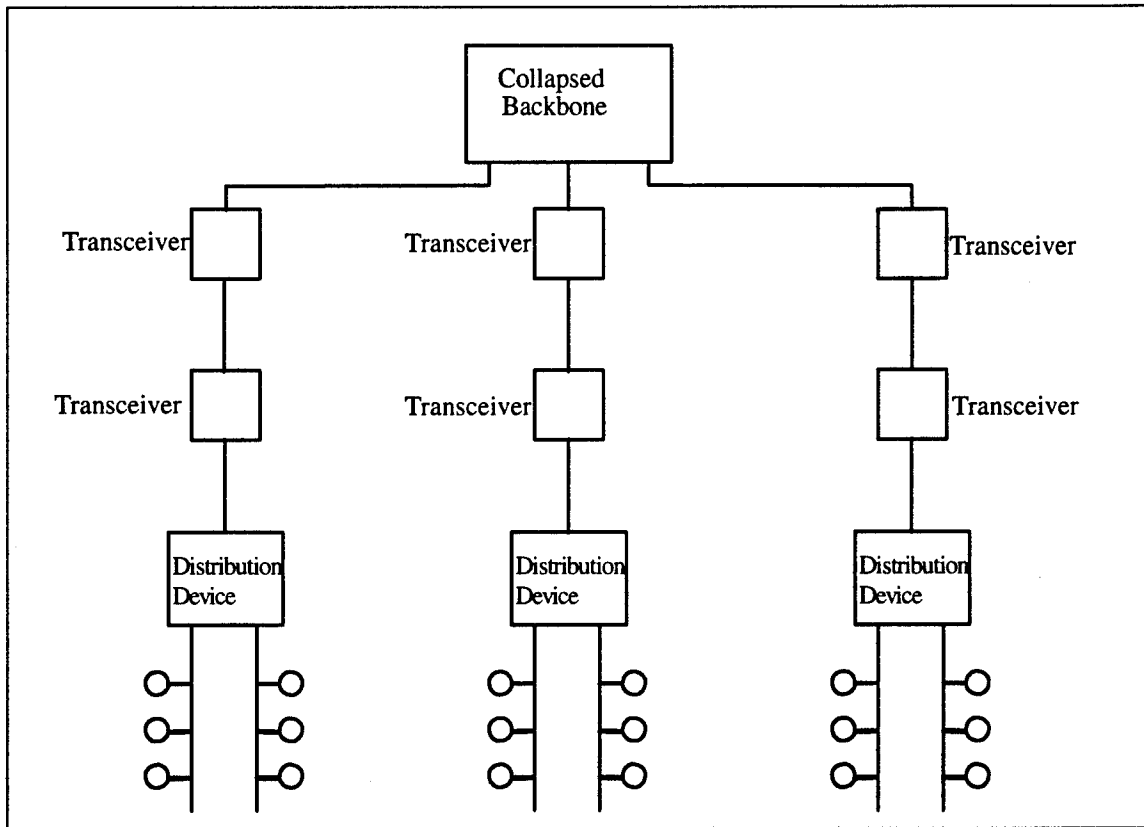 Collapsed
Backbone
Transceiver
Transceiver
Transceiver
Transceiver
Transceiver
Transceiver
Distribution
Device
Distribution
Device
Distribution
Device